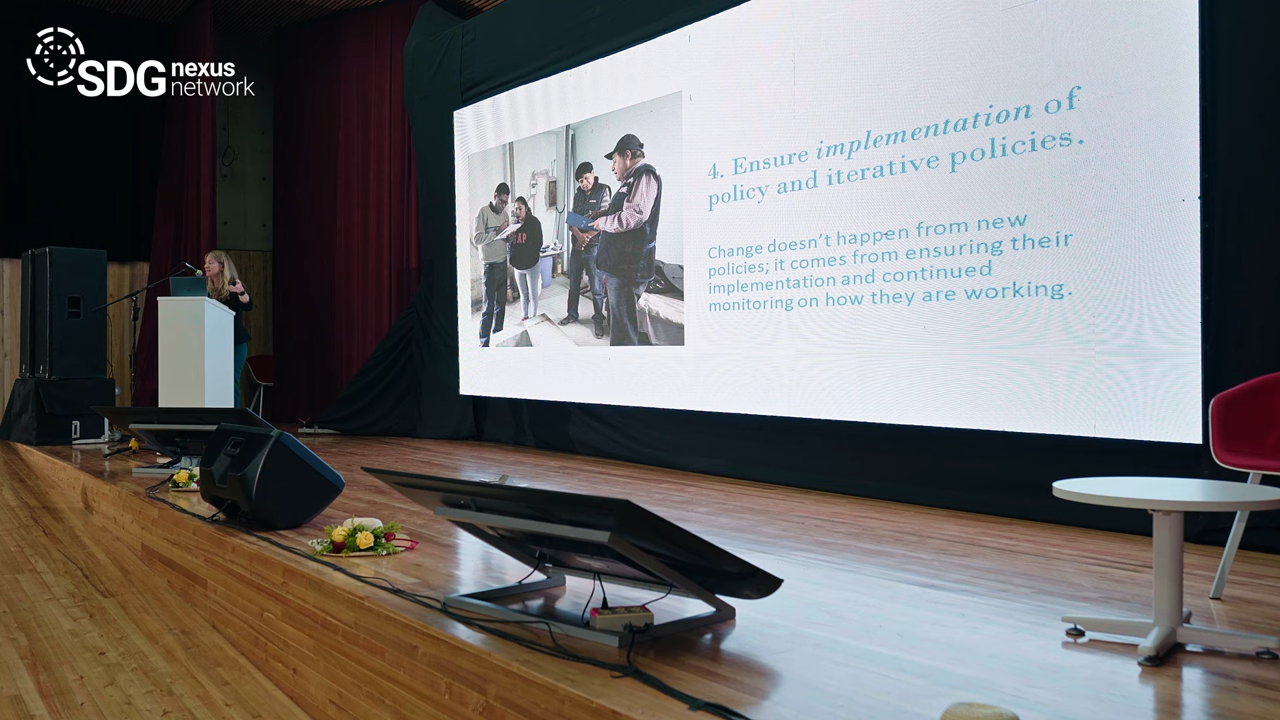 SDG nexus
network
4. Ensure implementation of
policy and iterative policies.
Change doesn't happen from new
policies; it comes from ensuring their
implementation and continued
monitoring on how they are working.
GAP